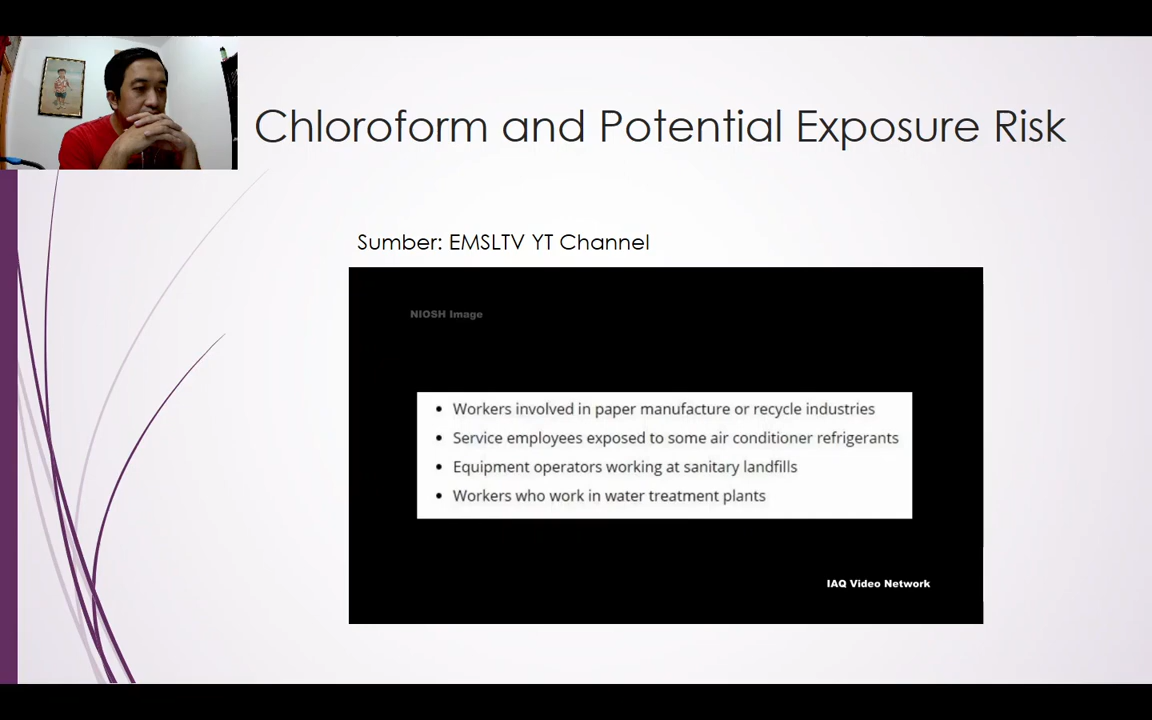 Chloroform and Potential Exposure Risk
Sumber: EMSLTV YT Channel
NIOSH Image
• Workers involved in paper manufacture or recycle industries
• Service employees exposed to some air conditioner refrigerants
• Equipment operators working at sanitary landfills
• Workers who work in water treatment plants
IAQ Video Network